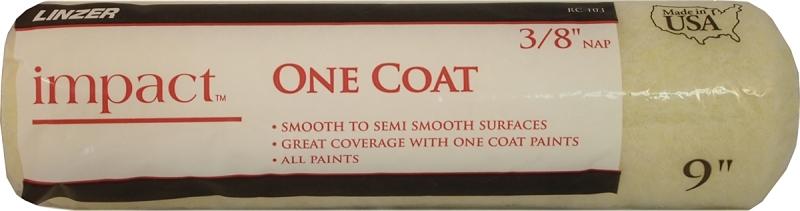 LINZER
RC 103
Made in
USA
3/8" NAP
impact™
ONE COAT
• SMOOTH TO SEMI SMOOTH SURFACES
• GREAT COVERAGE WITH ONE COAT PAINTS
• ALL PAINTS
9"